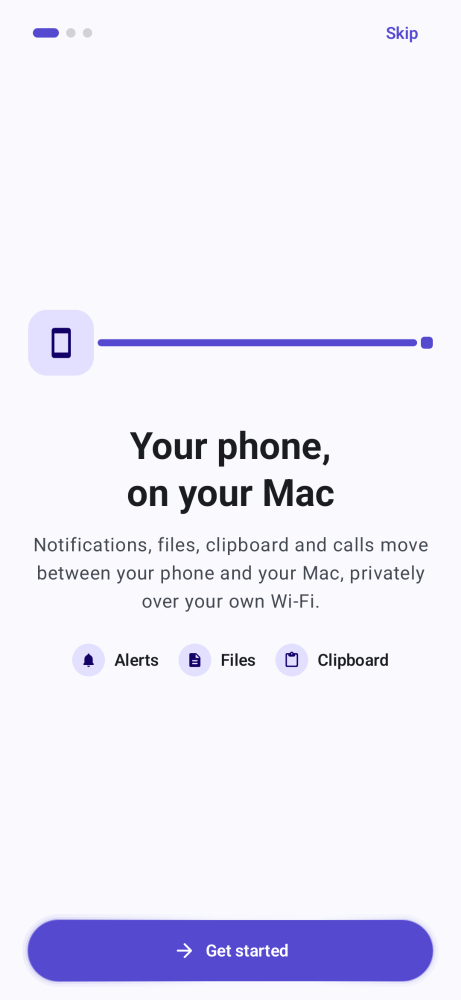 Skip
Your phone,
on your Mac
Notifications, files, clipboard and calls move
between your phone and your Mac, privately
over your own Wi-Fi.
Alerts Files Clipboard
Get started